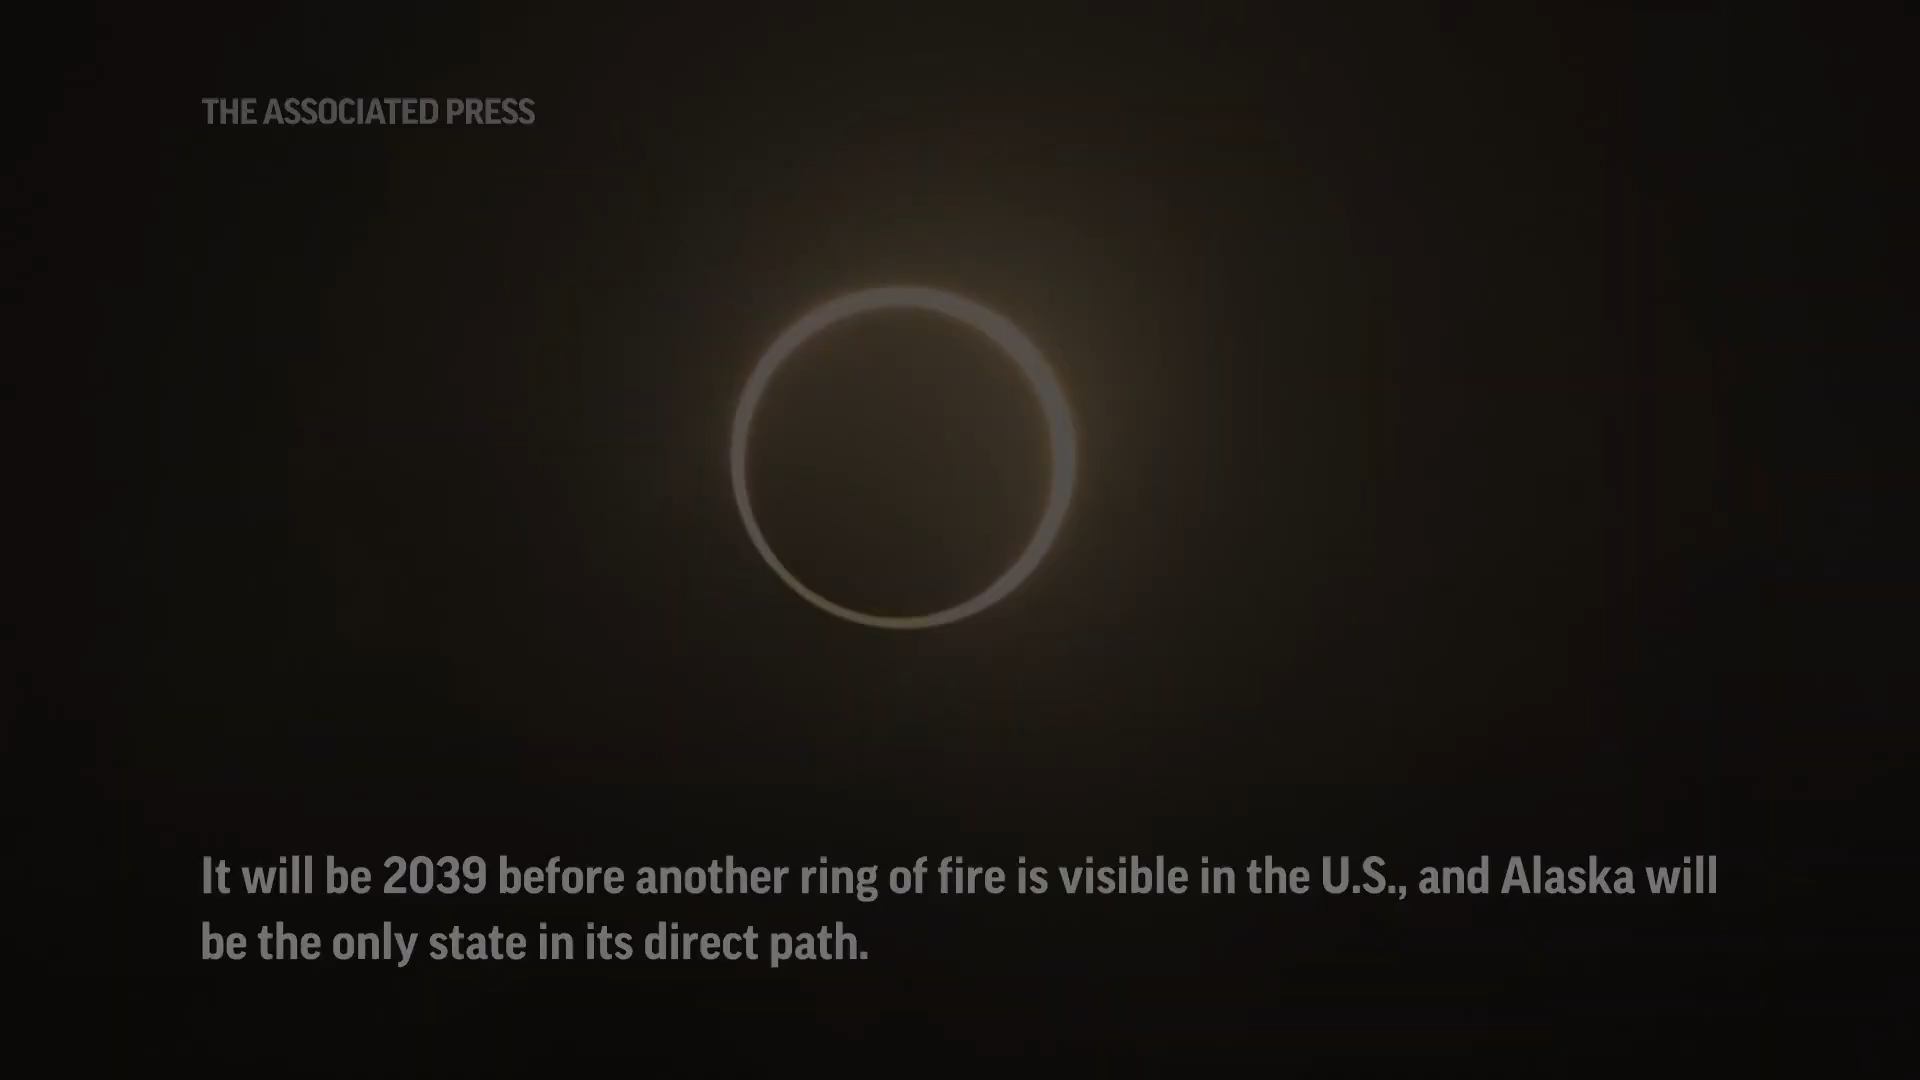 THE ASSOCIATED PRESS
It will be 2039 before another ring of fire is visible in the U.S., and Alaska will
be the only state in its direct path.